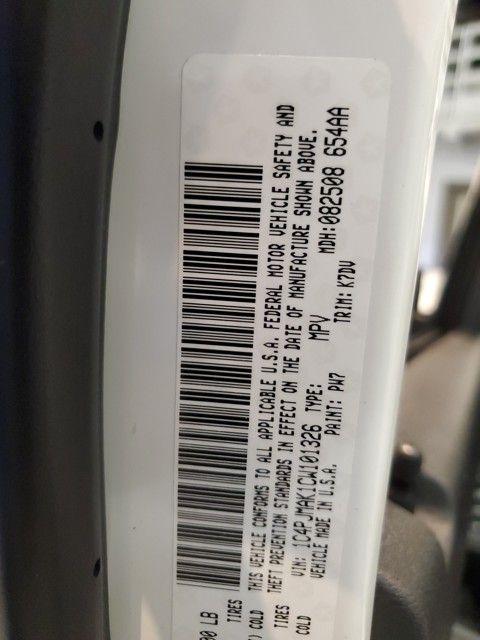 00 LB
TIRES
) COLD
TIRES
COLD
THIS VEHICLE CONFORMS TO ALL APPLICABLE U.S.A. FEDERAL MOTOR VEHICLE SAFETY AND
THEFT PREVENTION STANDARDS IN EFFECT ON THE DATE OF MANUFACTURE SHOWN ABOVE.
VIN: 1C4PJMAK1CW101326 TYPE: MPV MDH:082508 654AA
VEHICLE MADE IN U.S.A. PAINT: PW7 TRIM: K7DV